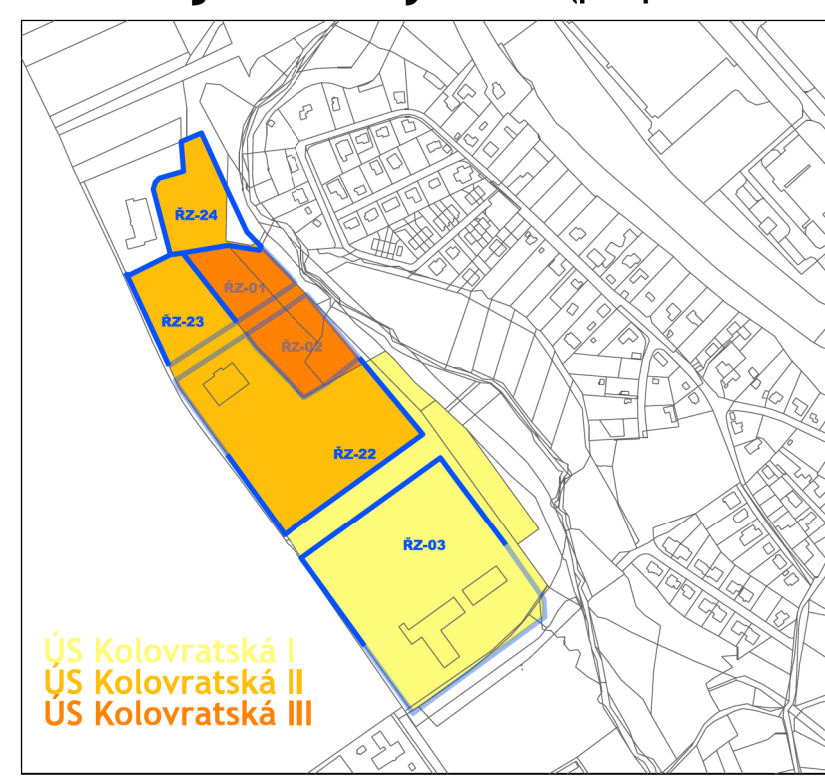 ŘZ-24
ŘZ-01
ŘZ-23
ŘZ-02
ŘZ-22
ŘZ-03
ÚS Kolovratská I
ÚS Kolovratská II
ÚS Kolovratská III